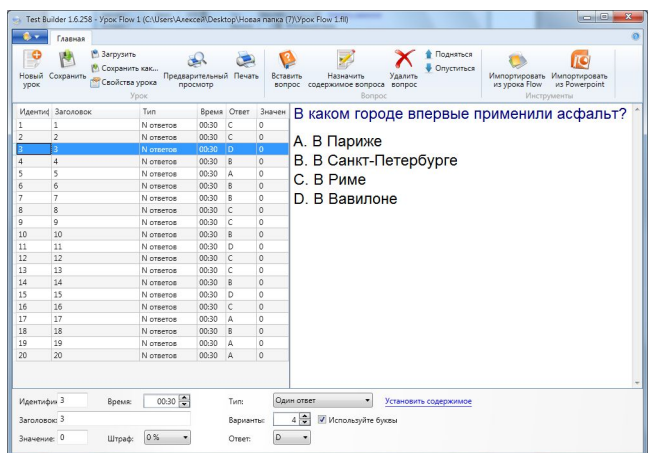 Test Builder 1.6.258 - Урок Flow 1 (C:\Users\Алексей\Desktop\Новая папка (7)\Урок Flow 1.fil)
Главная
Новый урок
Сохранить
Загрузить
Сохранить как...
Свойства урока
Предварительный просмотр
Печать
Вставить вопрос
Назначить содержимое вопроса
Удалить вопрос
Подняться
Опуститься
Импортировать из урока Flow
Импортировать из Powerpoint
Урок
Вопрос
Инструменты
Идентиф Заголовок Тип Время Ответ Значен
1 1 N ответов 00:30 C 0
2 2 N ответов 00:30 C 0
3 3 N ответов 00:30 D 0
4 4 N ответов 00:30 B 0
5 5 N ответов 00:30 A 0
6 6 N ответов 00:30 B 0
7 7 N ответов 00:30 B 0
8 8 N ответов 00:30 C 0
9 9 N ответов 00:30 C 0
10 10 N ответов 00:30 B 0
11 11 N ответов 00:30 D 0
12 12 N ответов 00:30 C 0
13 13 N ответов 00:30 C 0
14 14 N ответов 00:30 B 0
15 15 N ответов 00:30 D 0
16 16 N ответов 00:30 C 0
17 17 N ответов 00:30 A 0
18 18 N ответов 00:30 B 0
19 19 N ответов 00:30 A 0
20 20 N ответов 00:30 A 0
В каком городе впервые применили асфальт?
A. В Париже
B. В Санкт-Петербурге
C. В Риме
D. В Вавилоне
Идентифик 3 Время: 00:30 Тип: Один ответ Установить содержимое
Заголовок: 3 Варианты: 4 Используйте буквы
Значение: 0 Штраф: 0 % Ответ: D